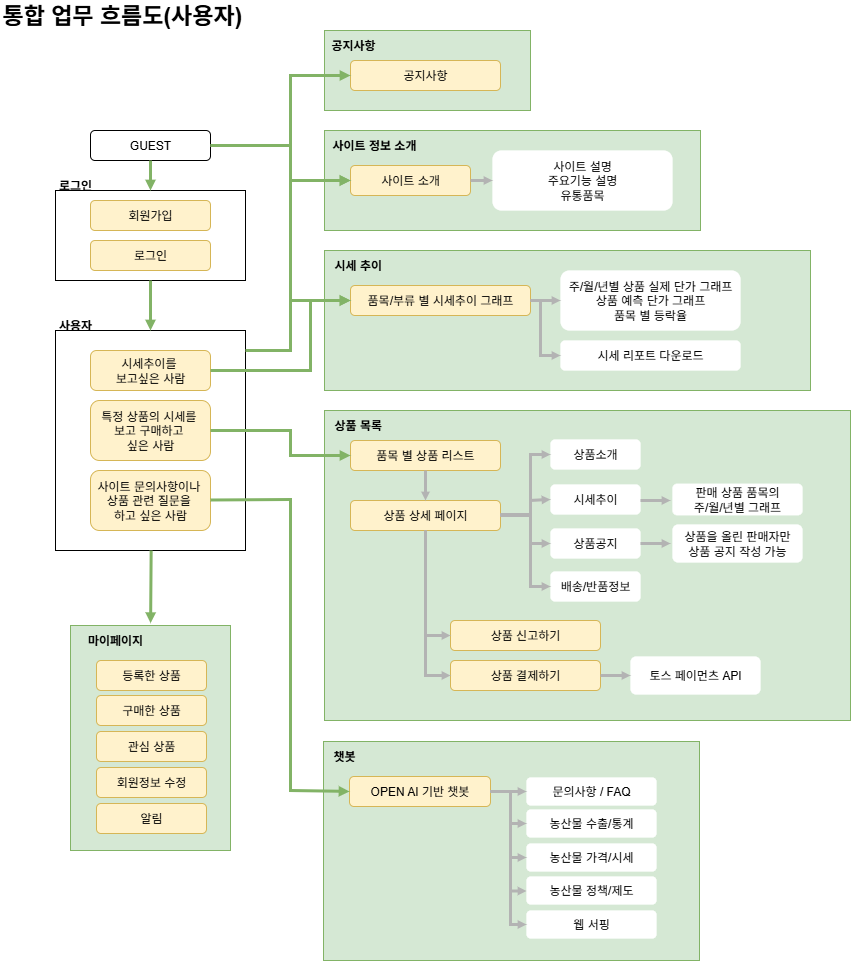 통합 업무 흐름도(사용자)
공지사항
공지사항
GUEST
사이트 정보 소개
사이트 소개
사이트 설명
주요기능 설명
유통품목
로그인
회원가입
로그인
시세 추이
품목/부류 별 시세추이 그래프
주/월/년별 상품 실제 단가 그래프
상품 예측 단가 그래프
품목 별 등락율
시세 리포트 다운로드
사용자
시세추이를
보고싶은 사람
특정 상품의 시세를
보고 구매하고
싶은 사람
사이트 문의사항이나
상품 관련 질문을
하고 싶은 사람
상품 목록
품목 별 상품 리스트
상품 상세 페이지
상품소개
시세추이
판매 상품 품목의
주/월/년별 그래프
상품공지
상품을 올린 판매자만
상품 공지 작성 가능
배송/반품정보
상품 신고하기
상품 결제하기
토스 페이먼츠 API
마이페이지
등록한 상품
구매한 상품
관심 상품
회원정보 수정
알림
챗봇
OPEN AI 기반 챗봇
문의사항 / FAQ
농산물 수출/통계
농산물 가격/시세
농산물 정책/제도
웹 서핑